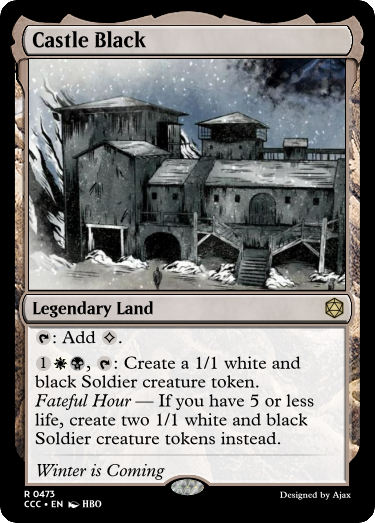 Castle Black
Legendary Land
: Add .
1, : Create a 1/1 white and
black Soldier creature token.
Fateful Hour — If you have 5 or less
life, create two 1/1 white and black
Soldier creature tokens instead.
Winter is Coming
R 0473
CCC • EN HBO
Designed by Ajax